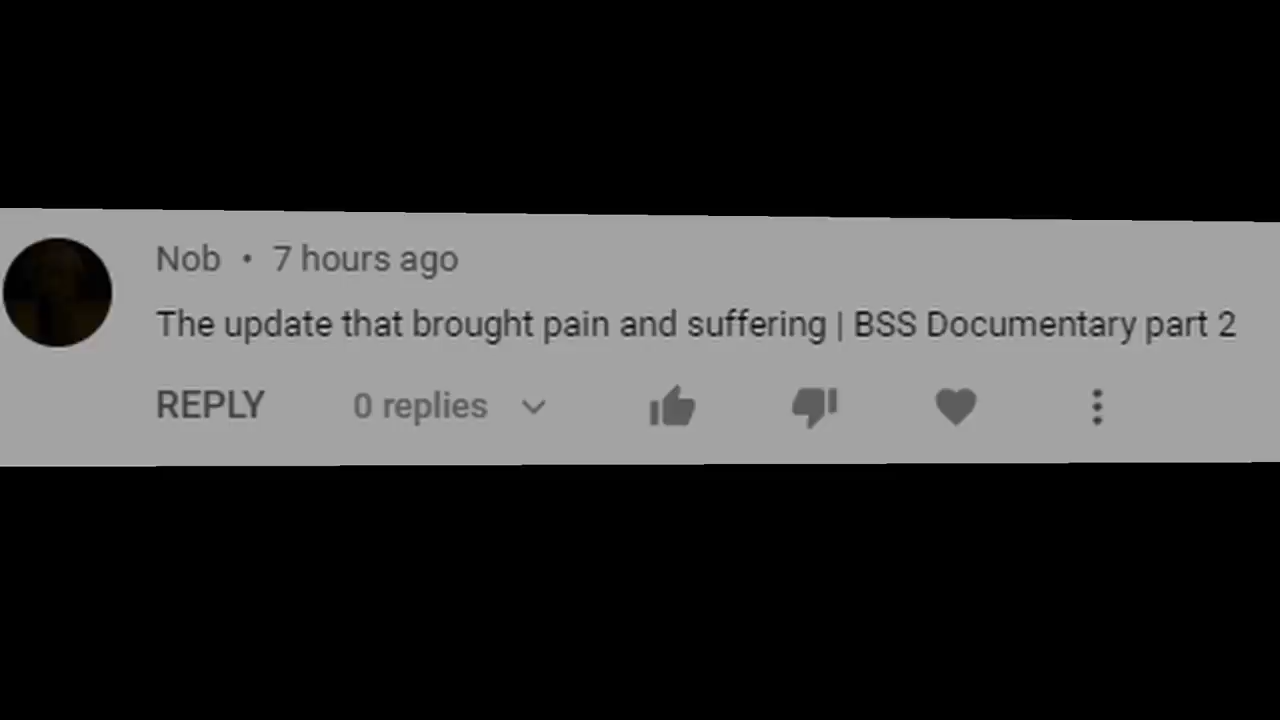 Nob • 7 hours ago
The update that brought pain and suffering | BSS Documentary part 2
REPLY 0 replies